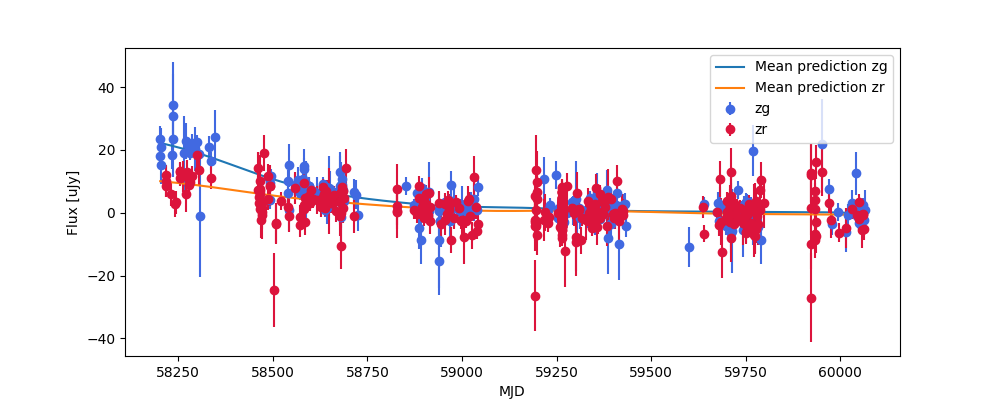 Mean prediction zg
Mean prediction zr
zg
zr
Flux [uJy]
40
20
0
−20
−40
58250
58500
58750
59000
59250
59500
59750
60000
MJD